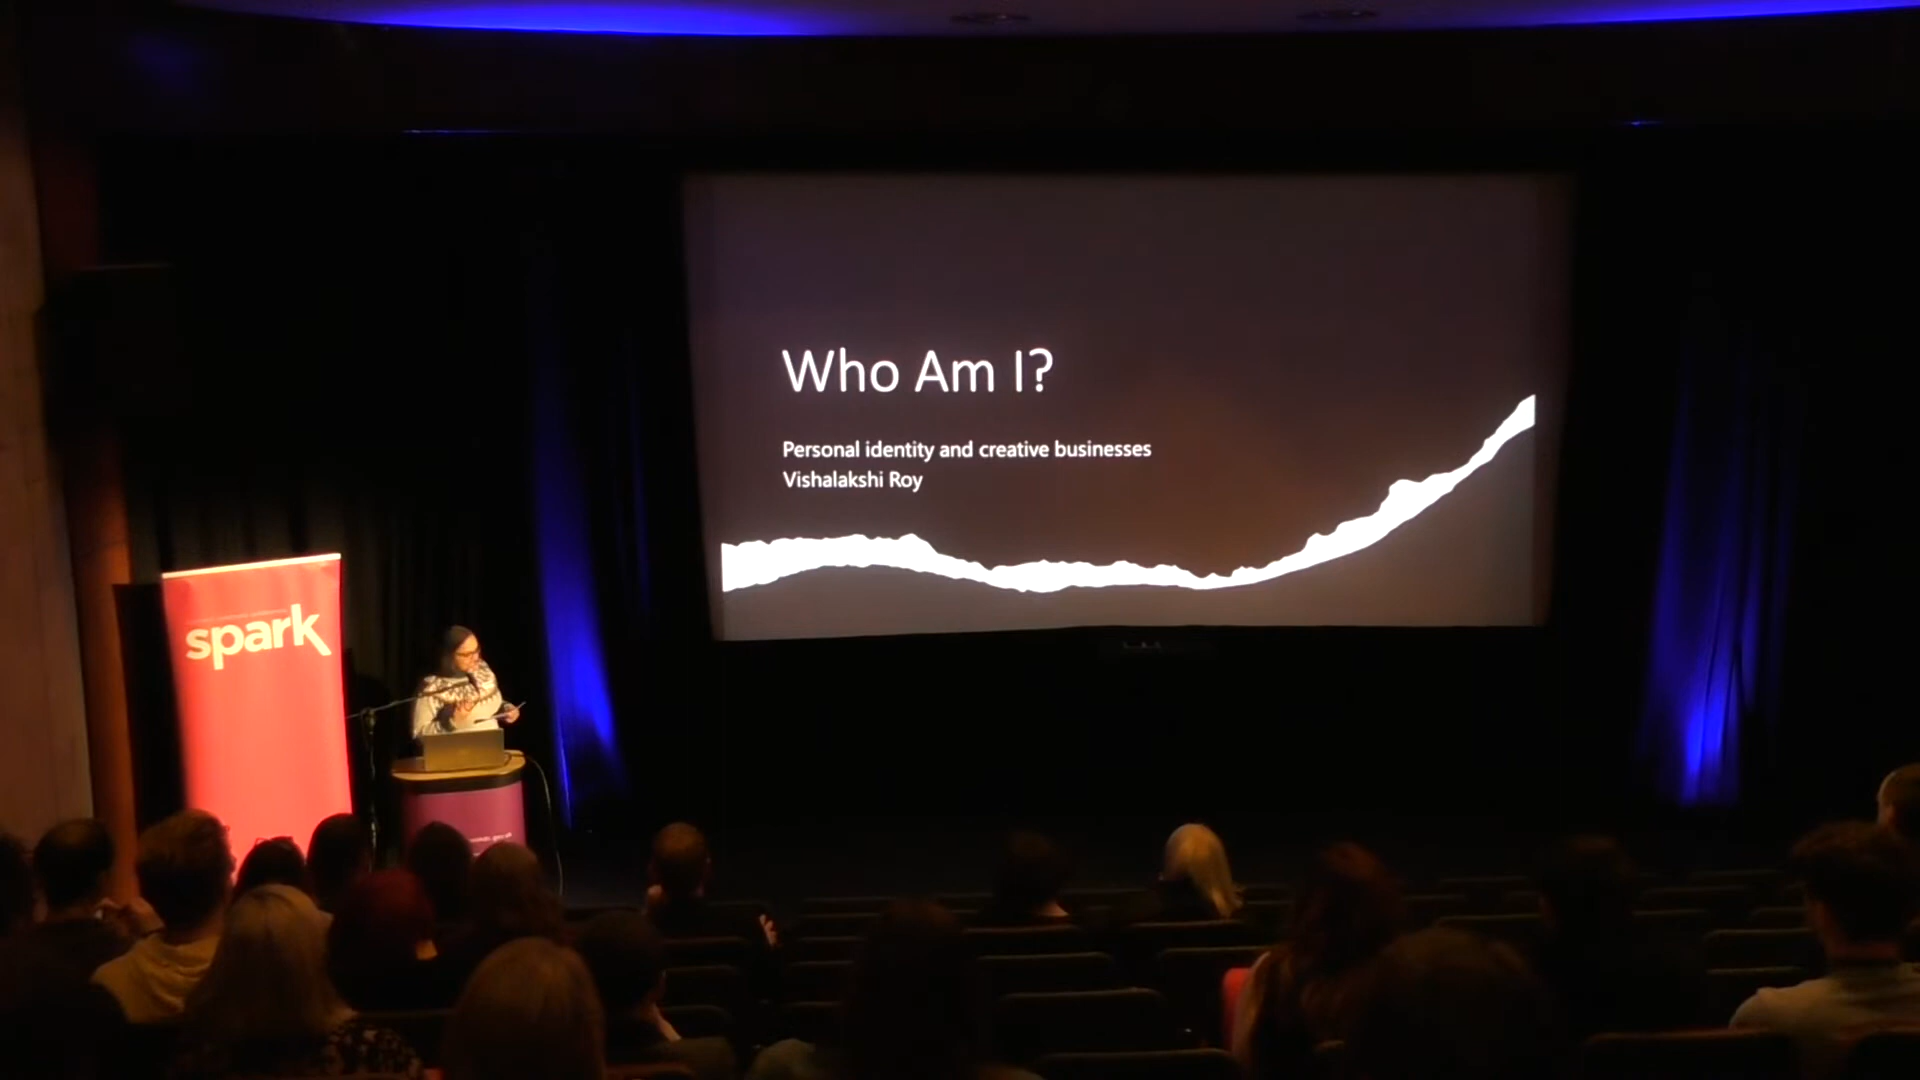 Who Am I?
Personal identity and creative businesses
Vishalakshi Roy
spark